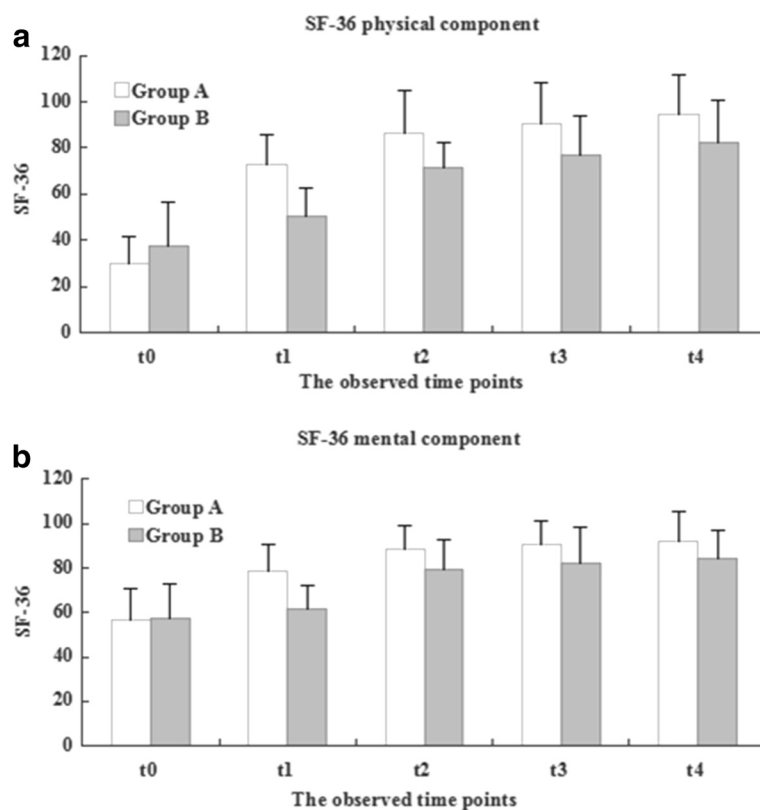 a
SF-36 physical component
120
100
80
60
40
20
0
SF-36
Group A
Group B
t0 t1 t2 t3 t4
The observed time points
b
SF-36 mental component
120
100
80
60
40
20
0
SF-36
Group A
Group B
t0 t1 t2 t3 t4
The observed time points